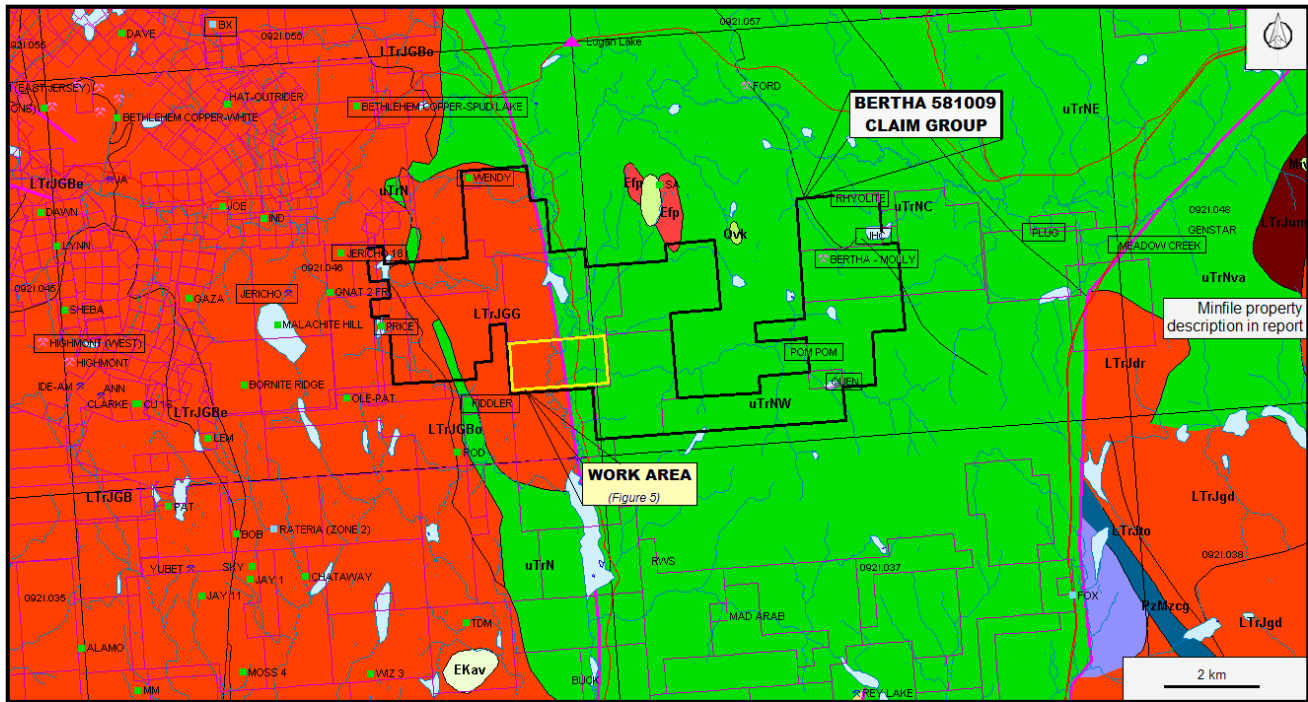 BX
092I.056
092I.057
DAVE
092I.055
LTrJGBo
Logan Lake
T (EAST JERSEY)
ONS)
HAT-OUTRIDER
BETHLEHEM COPPER-SPUD LAKE
BETHLEHEM COPPER-WHITE
FORD
BERTHA 581009
CLAIM GROUP
uTrNE
JA
LTrJGBe
uTrN
WENDY
Efp
SA
Efp
RHYOLITE
uTrNC
DAWN
JOE
IND
Qvk
JHC
PLUG
092I.048
GENSTAR
LTrJum
LYNN
JERICHO 18
BERTHA - MOLLY
MEADOW CREEK
092I.046
uTrNva
092I.045
GAZA
JERICHO
GNAT 2 FR
SHEBA
MALACHITE HILL
LTrJGG
PRICE
Minfile property
description in report
HIGHMONT (WEST)
HIGHMONT
POM POM
LTrJdr
IDE-AM
ANN
BORNITE RIDGE
GUEN
CLARKE
CU 16
LTrJGBe
OLE-PAT
FIDDLER
uTrNW
LTrJGBo
LEM
ROD
WORK AREA
(Figure 5)
LTrJGB
PAT
LTrJgd
BOB
RATERIA (ZONE 2)
LTrJto
092I.038
YUBET
SKY
JAY 1
CHATAWAY
uTrN
RWS
092I.037
092I.035
JAY 11
FOX
PzMzcg
MAD ARAB
LTrJgd
TDM
ALAMO
EKav
MOSS 4
WIZ 3
BUCK
2 km
MM
REY LAKE